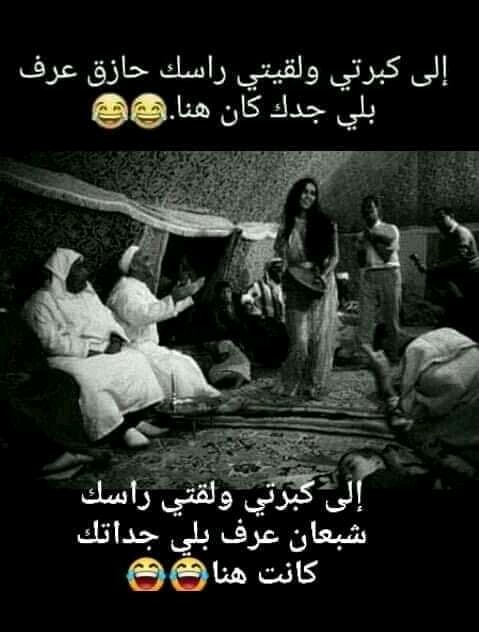 إلى كبرتي ولقيتي راسك حازق عرف
بلي جدك كان هنا.😂😂
إلى كبرتي ولقتي راسك
شبعان عرف بلي جداتك
كانت هنا😂😂